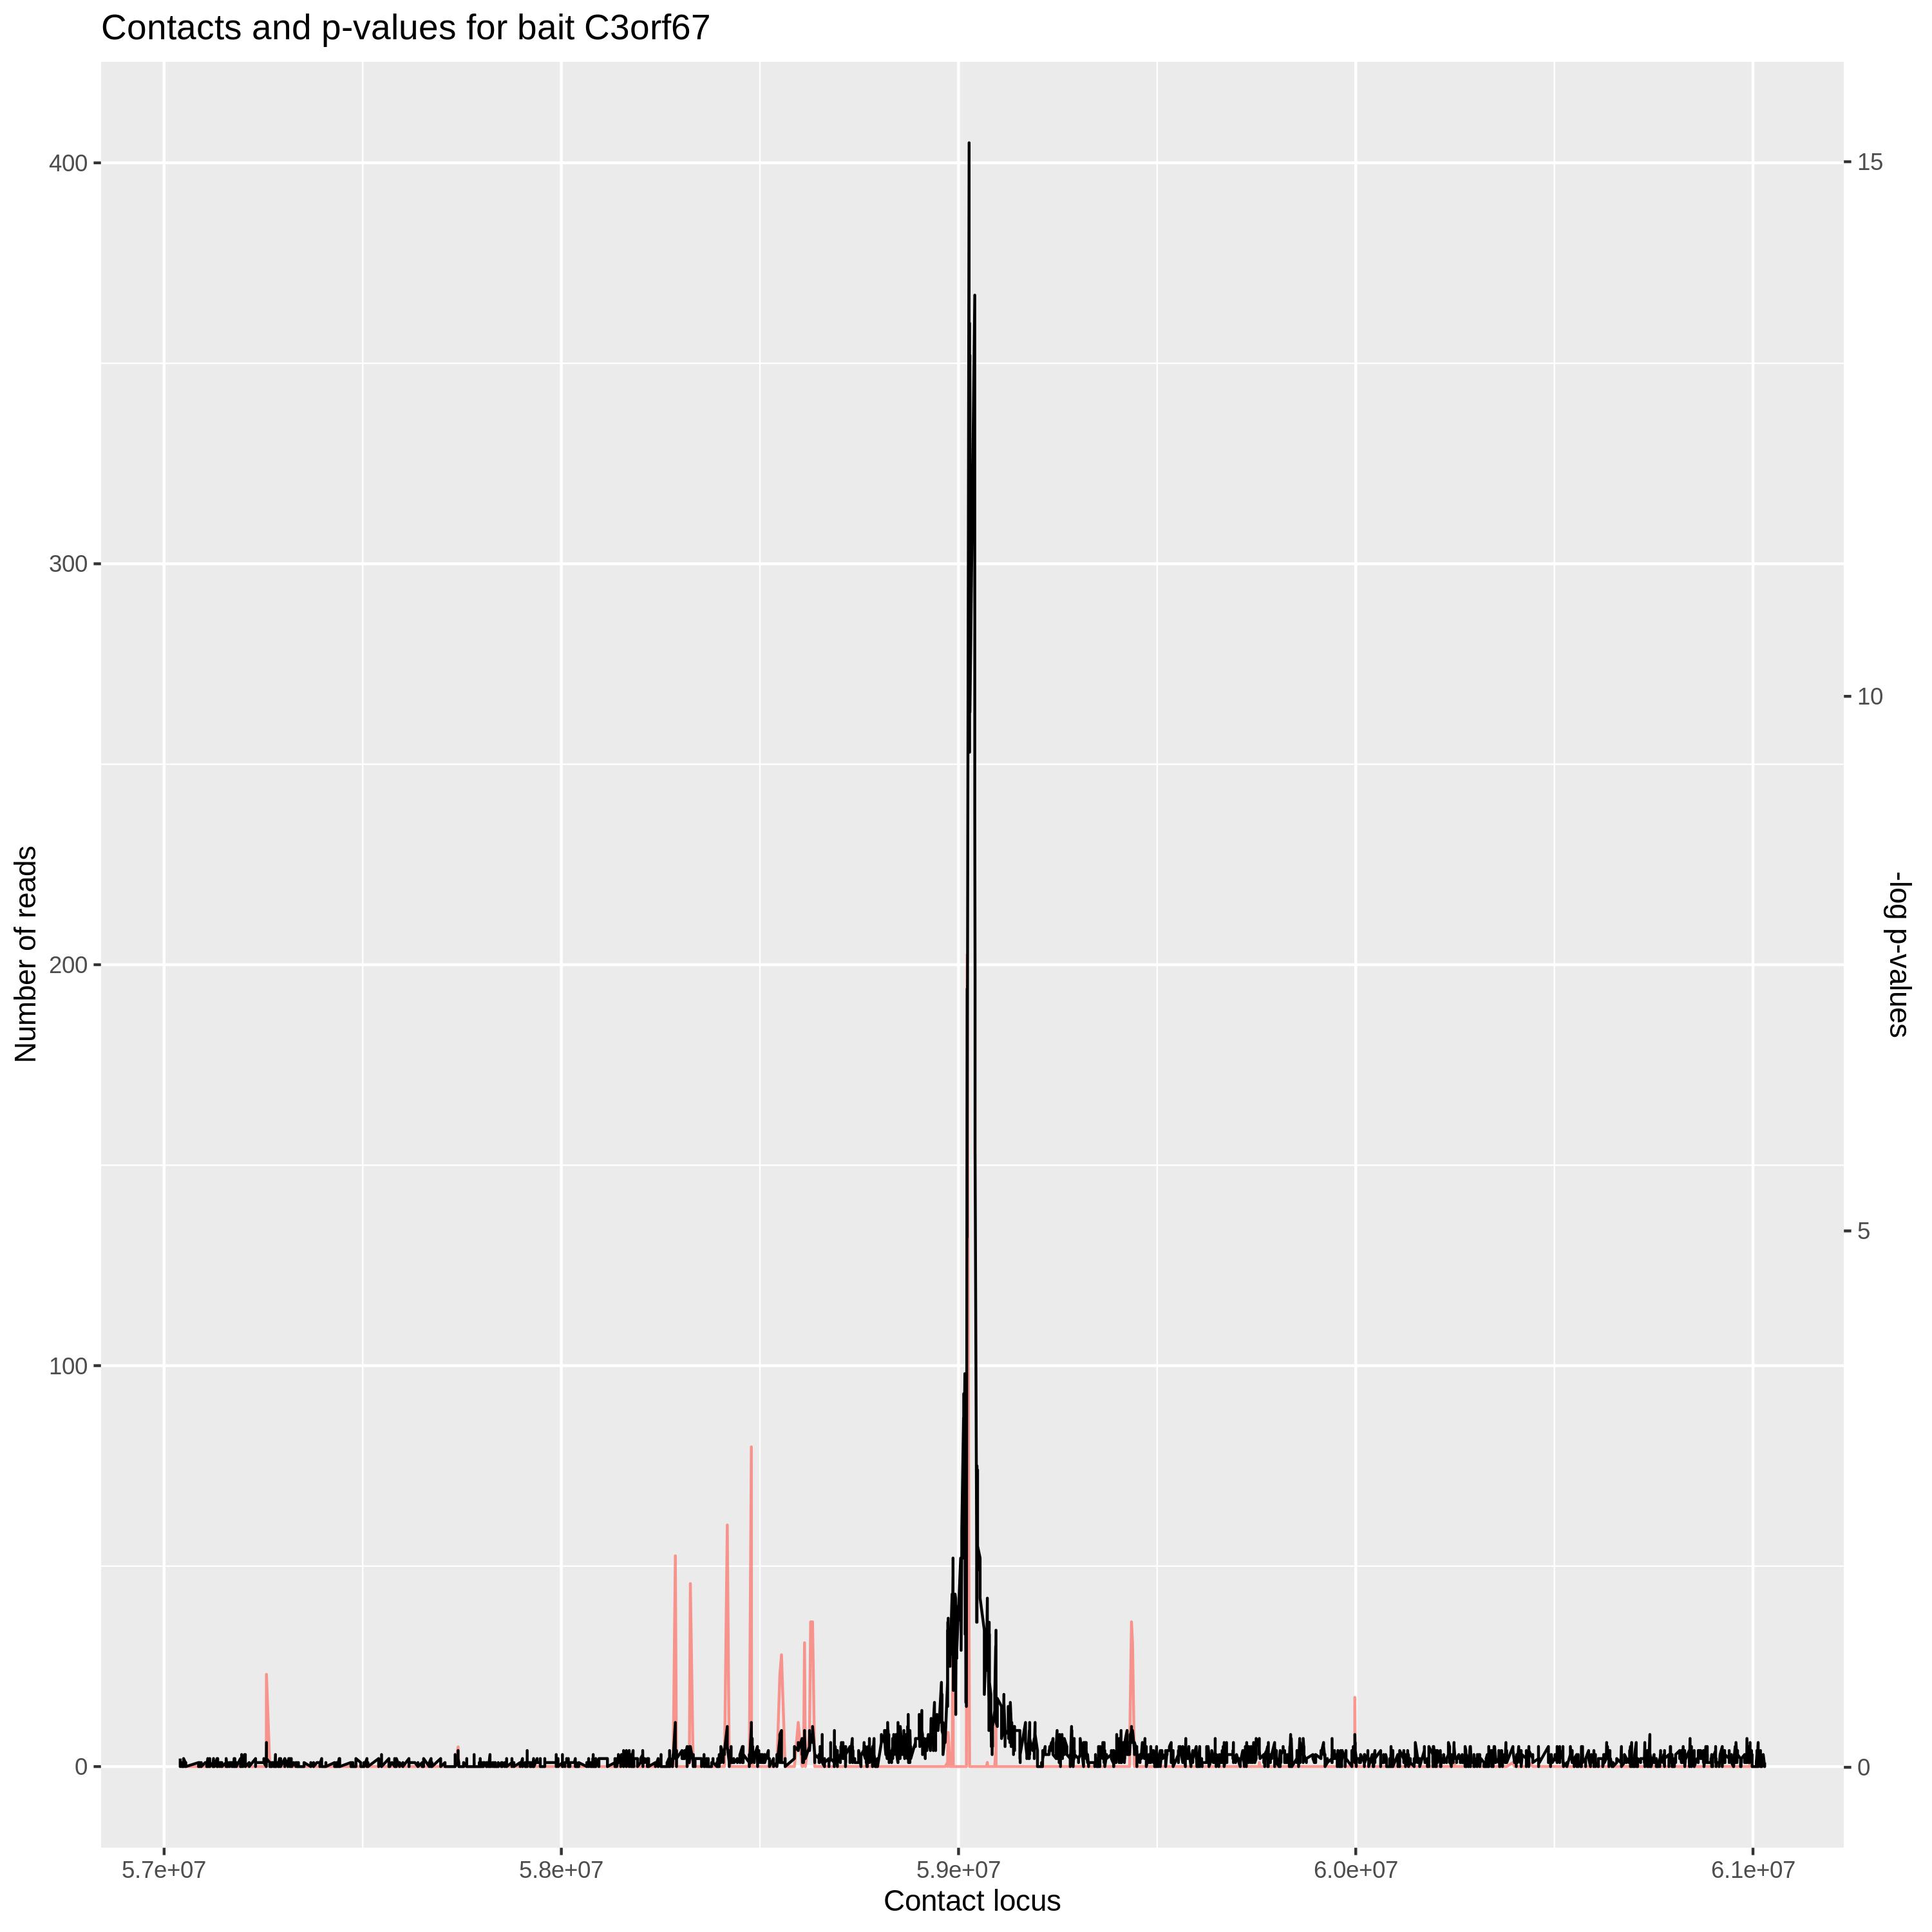 Contacts and p-values for bait C3orf67
400
300
200
100
0
Number of reads
15
10
5
0
-log p-values
5.7e+07
5.8e+07
5.9e+07
6.0e+07
6.1e+07
Contact locus